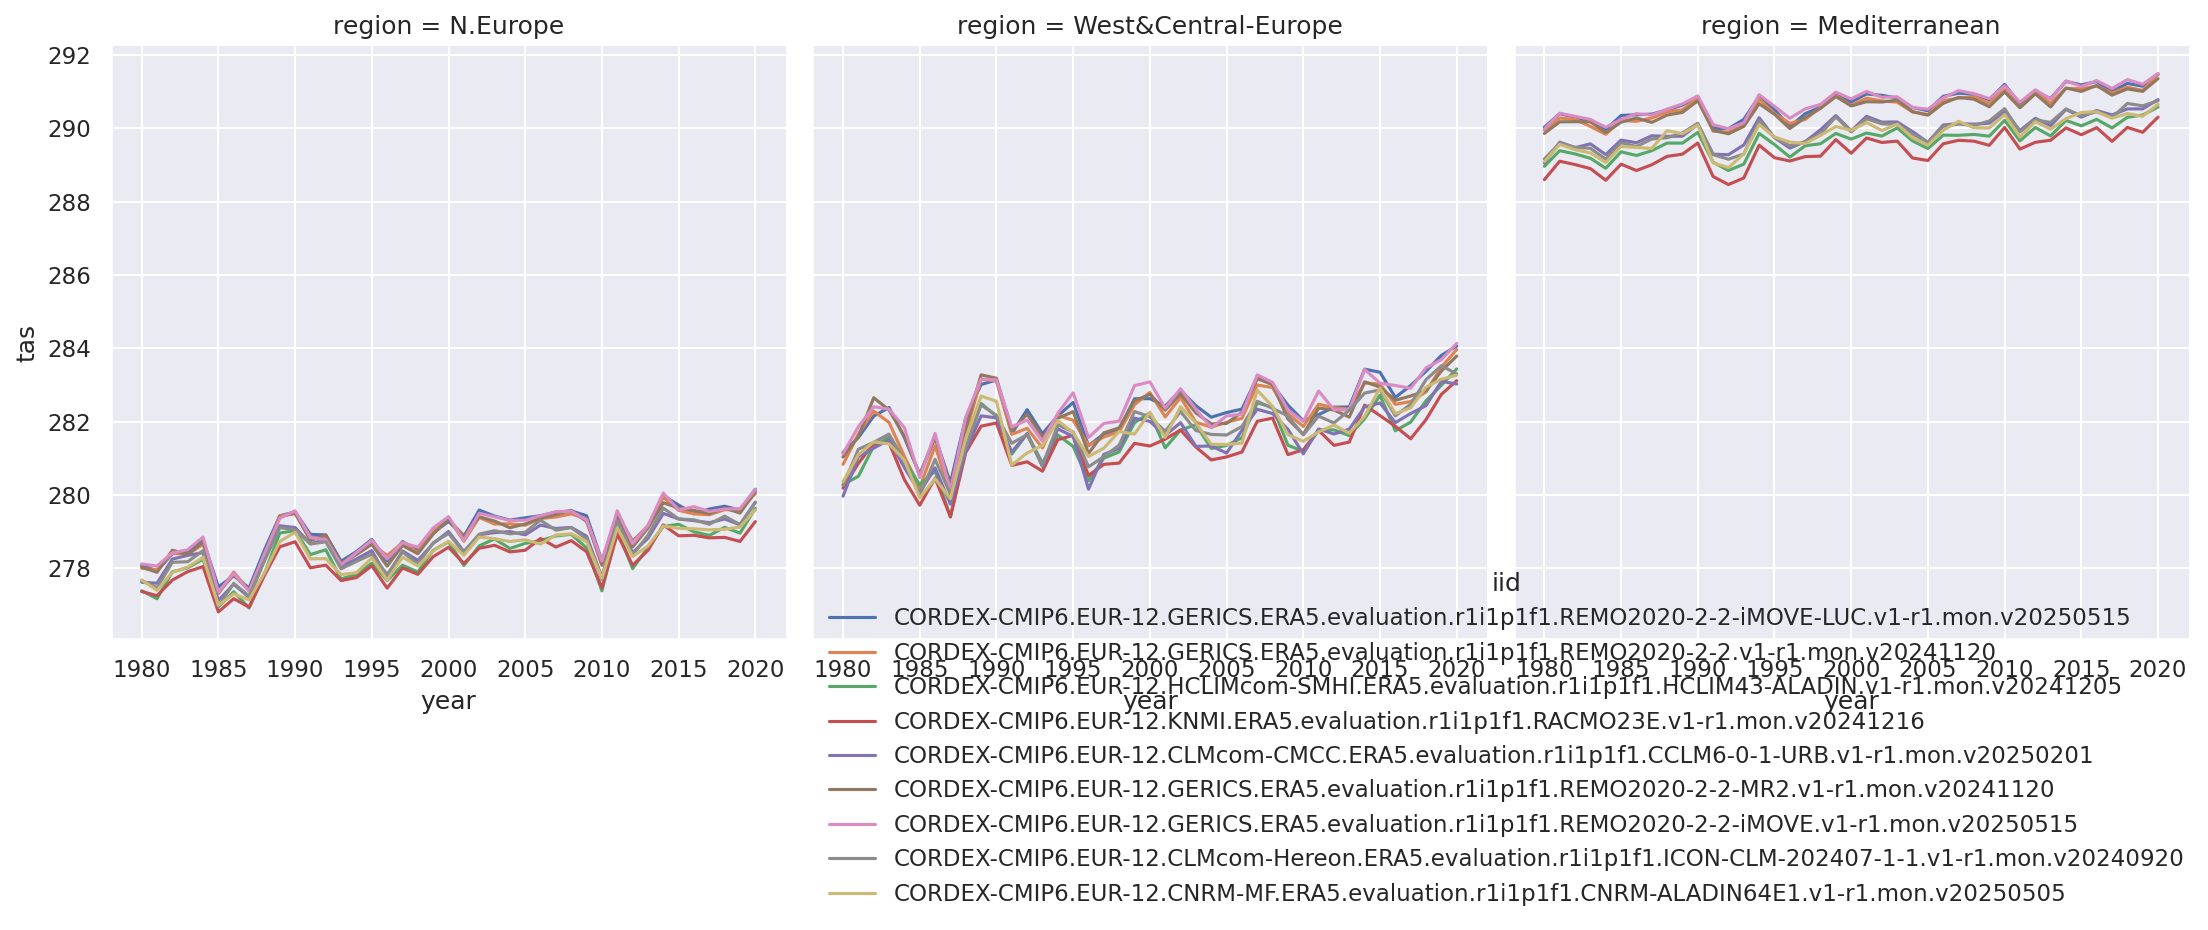 region = N.Europe
region = West&Central-Europe
region = Mediterranean
292
290
288
286
284
282
280
278
tas
1980 1985 1990 1995 2000 2005 2010 2015 2020
year
1980 1985 1990 1995 2000 2005 2010 2015 2020
year
1980 1985 1990 1995 2000 2005 2010 2015 2020
year
iid
CORDEX-CMIP6.EUR-12.GERICS.ERA5.evaluation.r1i1p1f1.REMO2020-2-2-iMOVE-LUC.v1-r1.mon.v20250515
CORDEX-CMIP6.EUR-12.GERICS.ERA5.evaluation.r1i1p1f1.REMO2020-2-2.v1-r1.mon.v20241120
CORDEX-CMIP6.EUR-12.HCLIMcom-SMHI.ERA5.evaluation.r1i1p1f1.HCLIM43-ALADIN.v1-r1.mon.v20241205
CORDEX-CMIP6.EUR-12.KNMI.ERA5.evaluation.r1i1p1f1.RACMO23E.v1-r1.mon.v20241216
CORDEX-CMIP6.EUR-12.CLMcom-CMCC.ERA5.evaluation.r1i1p1f1.CCLM6-0-1-URB.v1-r1.mon.v20250201
CORDEX-CMIP6.EUR-12.GERICS.ERA5.evaluation.r1i1p1f1.REMO2020-2-2-MR2.v1-r1.mon.v20241120
CORDEX-CMIP6.EUR-12.GERICS.ERA5.evaluation.r1i1p1f1.REMO2020-2-2-iMOVE.v1-r1.mon.v20250515
CORDEX-CMIP6.EUR-12.CLMcom-Hereon.ERA5.evaluation.r1i1p1f1.ICON-CLM-202407-1-1.v1-r1.mon.v20240920
CORDEX-CMIP6.EUR-12.CNRM-MF.ERA5.evaluation.r1i1p1f1.CNRM-ALADIN64E1.v1-r1.mon.v20250505